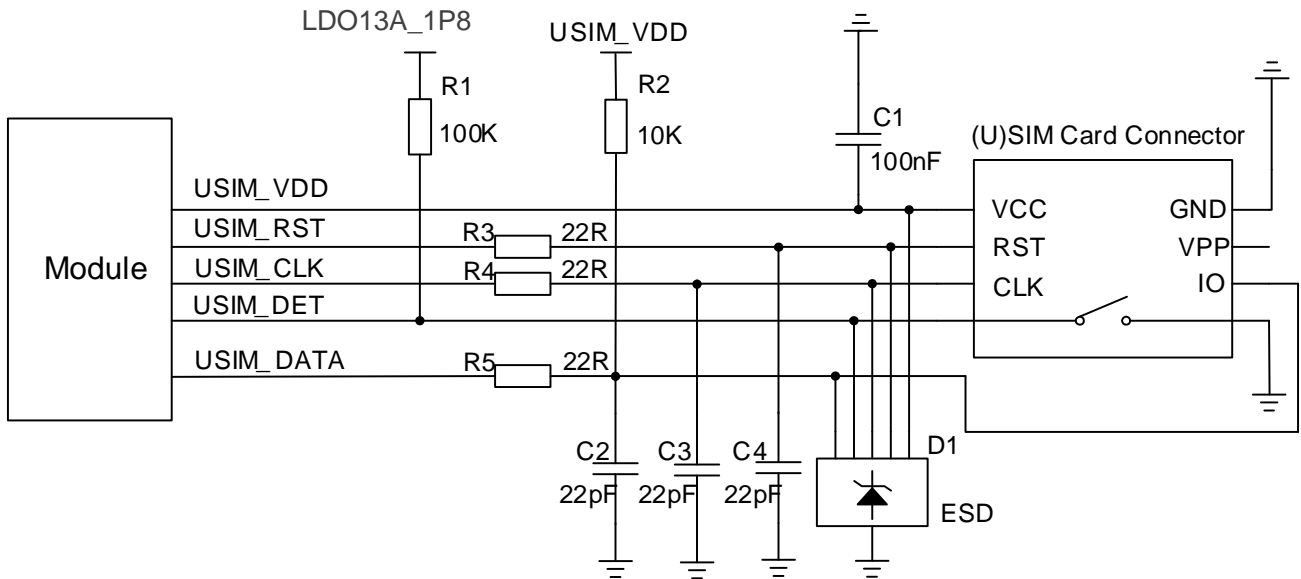 LDO13A_1P8
USIM_VDD
R1
100K
R2
10K
C1
100nF
(U)SIM Card Connector
Module
USIM_VDD
USIM_RST
USIM_CLK
USIM_DET
USIM_DATA
R3 22R
R4 22R
R5 22R
VCC GND
RST VPP
CLK IO
C2
22pF
C3
22pF
C4
22pF
D1
ESD